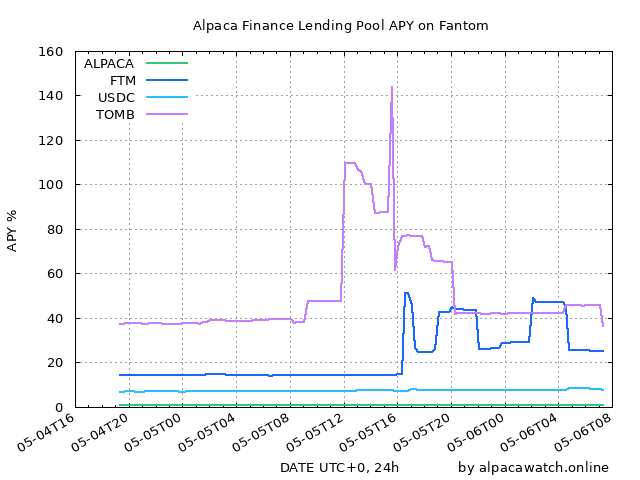 Alpaca Finance Lending Pool APY on Fantom
160
140
120
100
80
60
40
20
0
APY %
ALPACA
FTM
USDC
TOMB
05-04T16
05-04T20
05-05T00
05-05T04
05-05T08
05-05T12
05-05T16
05-05T20
05-06T00
05-06T04
05-06T08
DATE UTC+0, 24h
by alpacawatch.online